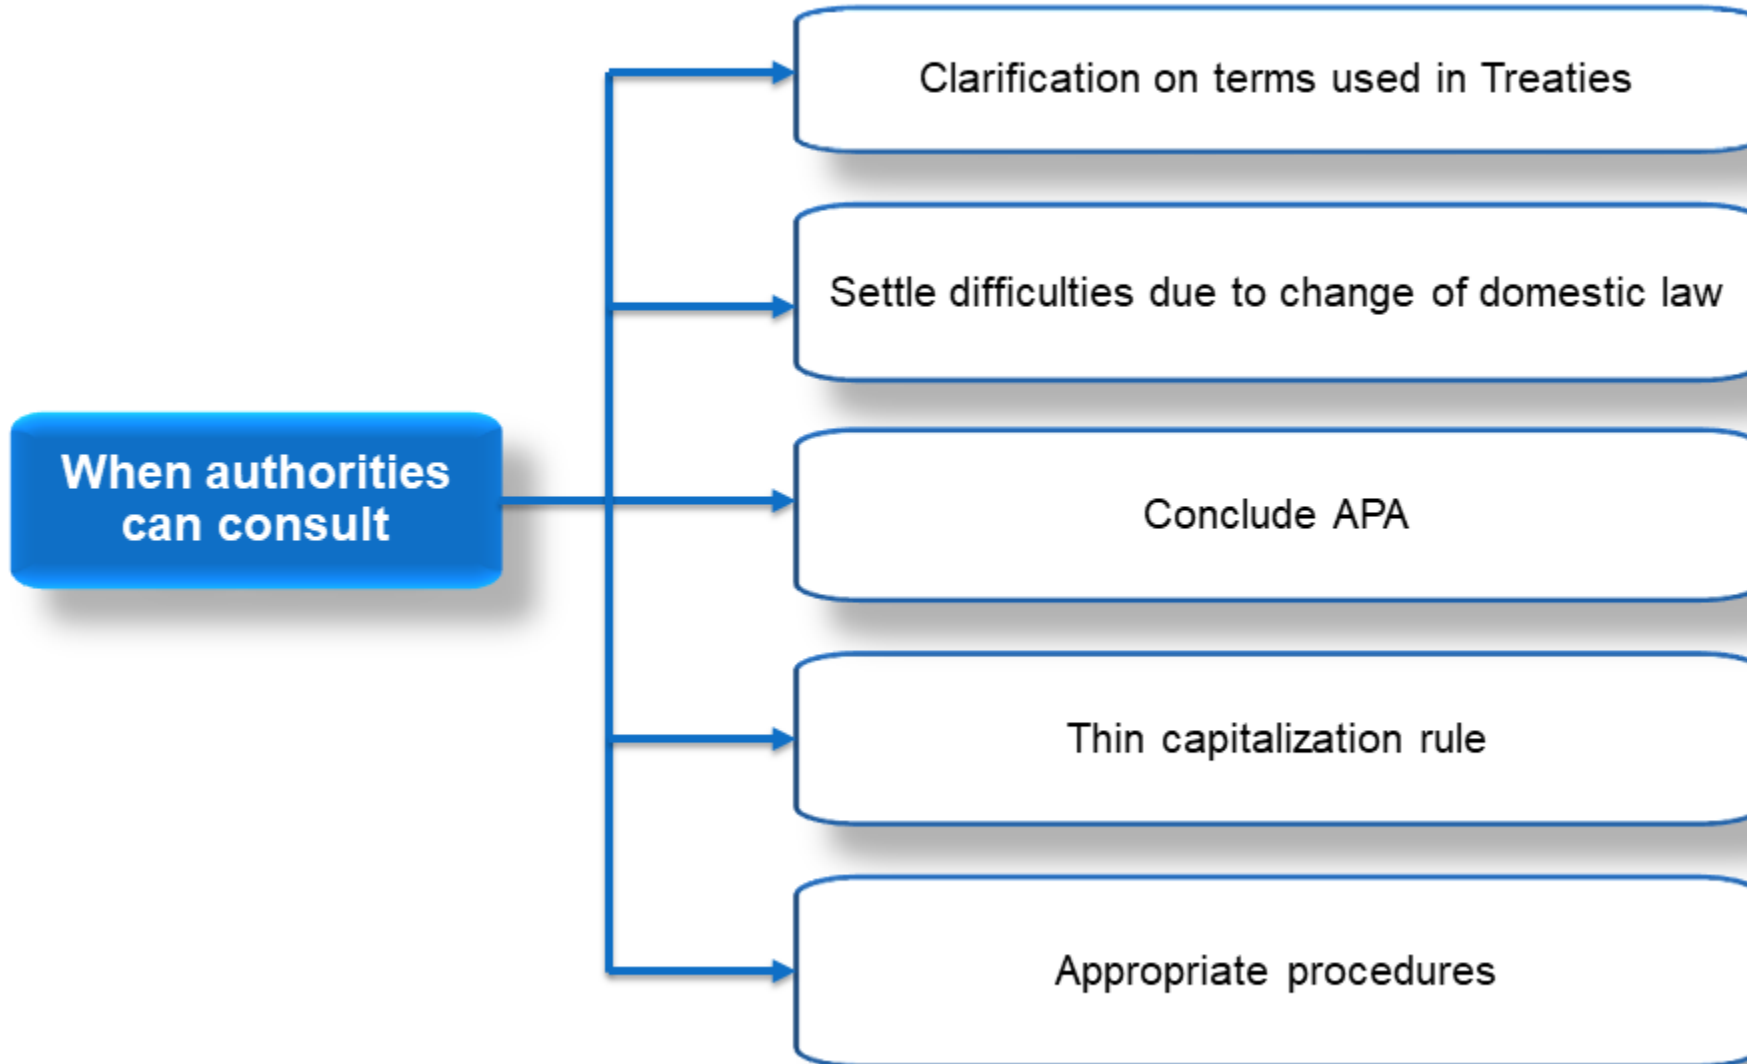 Clarification on terms used in Treaties
Settle difficulties due to change of domestic law
When authorities
can consult
Conclude APA
Thin capitalization rule
Appropriate procedures